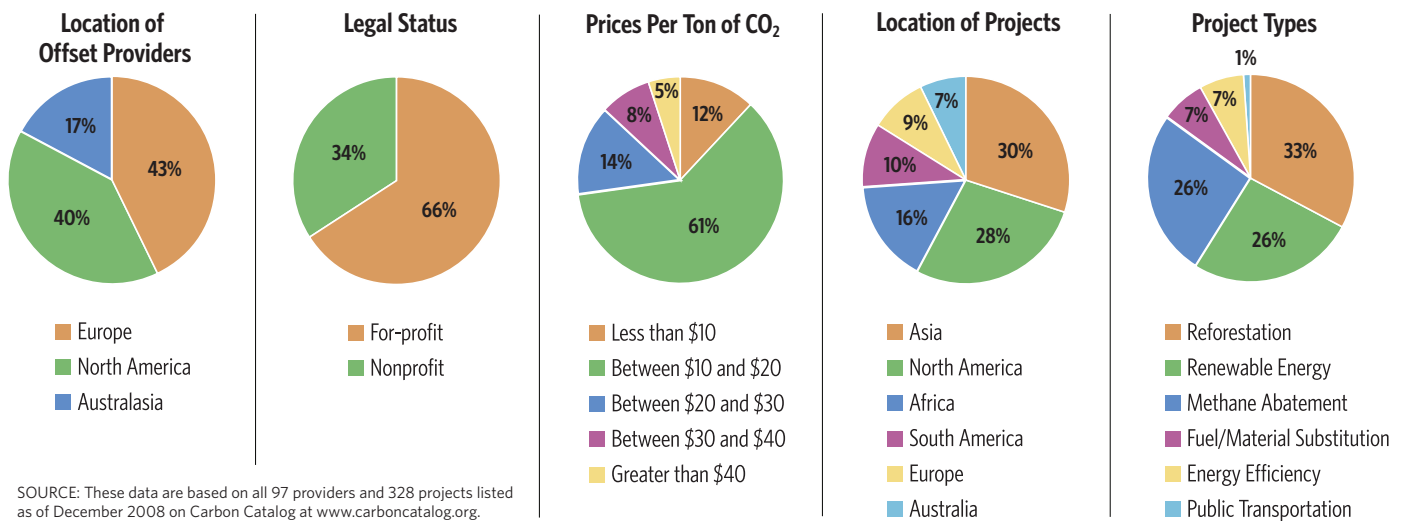 Location of
Offset Providers
17%
43%
40%
Europe
North America
Australasia
Legal Status
34%
66%
For-profit
Nonprofit
Prices Per Ton of CO₂
5%
12%
8%
14%
61%
Less than $10
Between $10 and $20
Between $20 and $30
Between $30 and $40
Greater than $40
Location of Projects
7%
9%
30%
10%
16%
28%
Asia
North America
Africa
South America
Europe
Australia
Project Types
1%
7%
7%
33%
26%
26%
Reforestation
Renewable Energy
Methane Abatement
Fuel/Material Substitution
Energy Efficiency
Public Transportation
SOURCE: These data are based on all 97 providers and 328 projects listed
as of December 2008 on Carbon Catalog at www.carboncatalog.org.